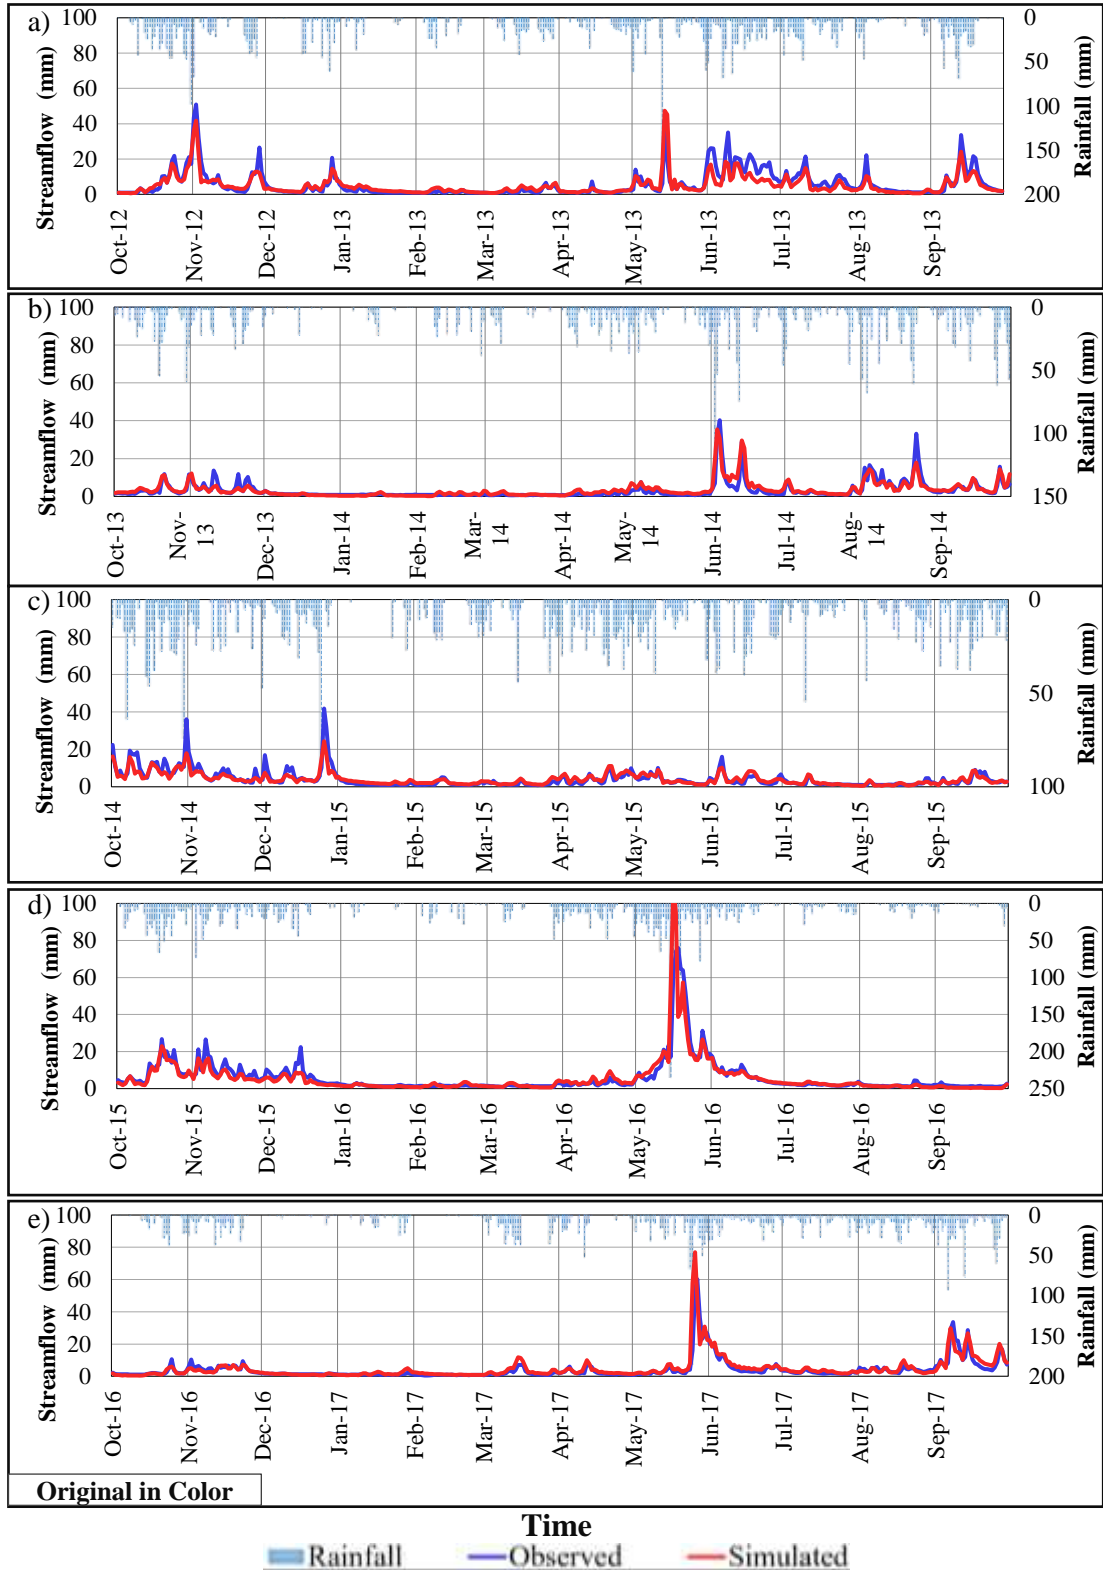 a)
100
80
60
40
20
0
Streamflow (mm)
0
50
100
150
200
Rainfall (mm)
Oct-12
Nov-12
Dec-12
Jan-13
Feb-13
Mar-13
Apr-13
May-13
Jun-13
Jul-13
Aug-13
Sep-13
b)
100
80
60
40
20
0
Streamflow (mm)
0
50
100
150
Rainfall (mm)
Oct-13
Nov-
13
Dec-13
Jan-14
Feb-14
Mar-
14
Apr-14
May-
14
Jun-14
Jul-14
Aug-
14
Sep-14
c)
100
80
60
40
20
0
Streamflow (mm)
0
50
100
Rainfall (mm)
Oct-14
Nov-14
Dec-14
Jan-15
Feb-15
Mar-15
Apr-15
May-15
Jun-15
Jul-15
Aug-15
Sep-15
d)
100
80
60
40
20
0
Streamflow (mm)
0
50
100
150
200
250
Rainfall (mm)
Oct-15
Nov-15
Dec-15
Jan-16
Feb-16
Mar-16
Apr-16
May-16
Jun-16
Jul-16
Aug-16
Sep-16
e)
100
80
60
40
20
0
Streamflow (mm)
0
50
100
150
200
Rainfall (mm)
Oct-16
Nov-16
Dec-16
Jan-17
Feb-17
Mar-17
Apr-17
May-17
Jun-17
Jul-17
Aug-17
Sep-17
Original in Color
Time
Rainfall Observed Simulated